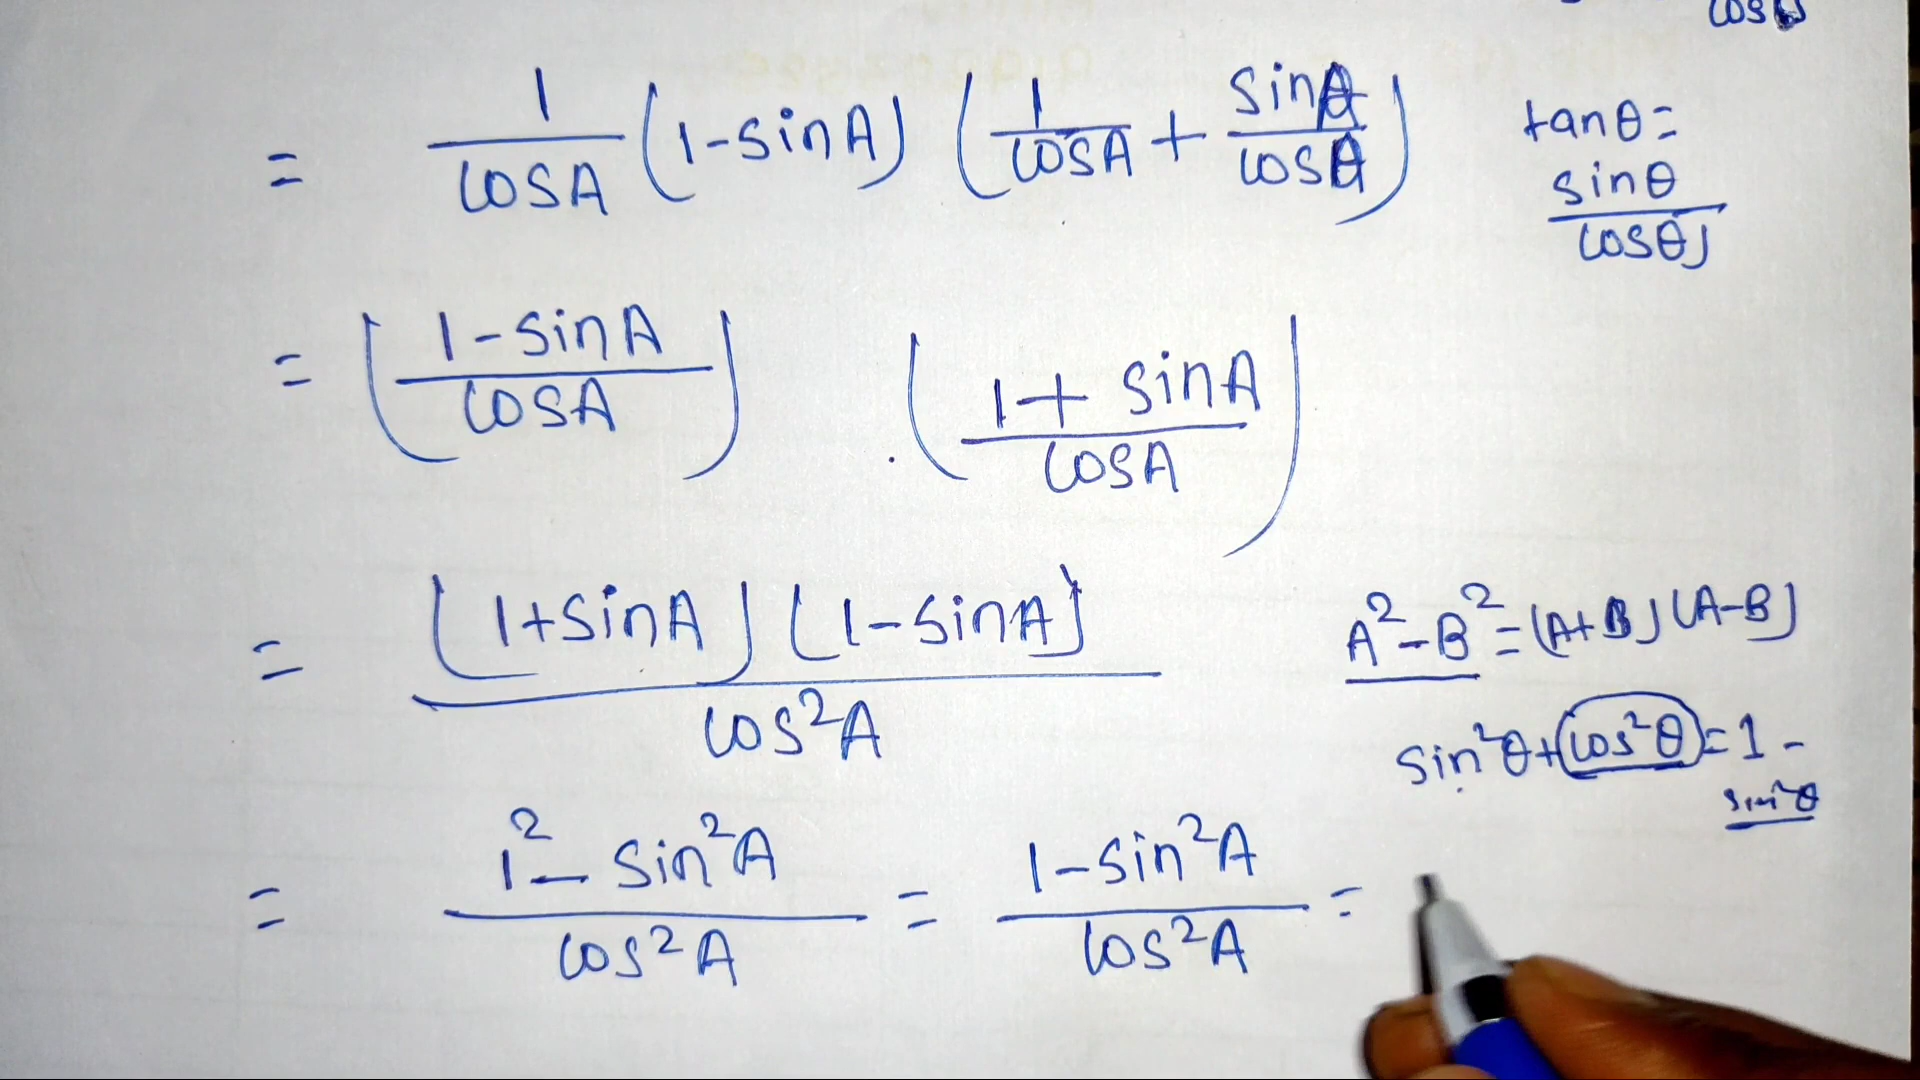 cos
= 1/cosA (1-sinA) (1/cosA + sinA/cosA)
tanθ =
sinθ/cosθ
= (1-sinA/cosA) . (1+sinA/cosA)
= (1+sinA)(1-sinA)/cos²A
A²-B² = (A+B)(A-B)
sin²θ+cos²θ=1-
sin²θ
= 1²-sin²A/cos²A = 1-sin²A/cos²A =